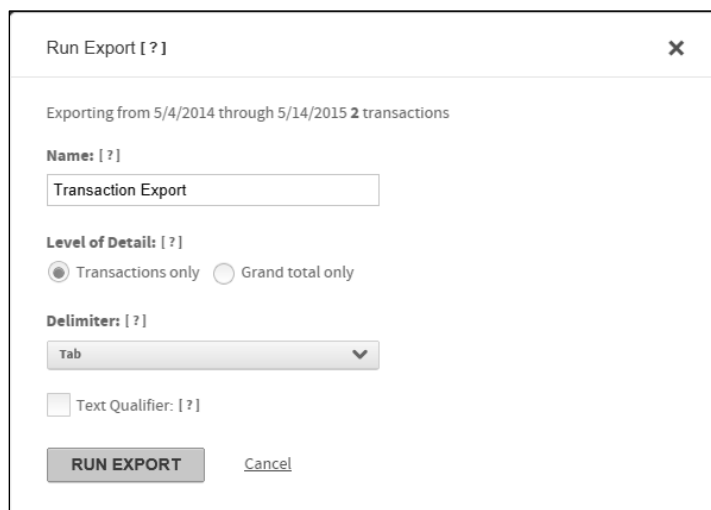 Run Export [ ? ]
Exporting from 5/4/2014 through 5/14/2015 2 transactions
Name: [ ? ]
Transaction Export
Level of Detail: [ ? ]
Transactions only Grand total only
Delimiter: [ ? ]
Tab
Text Qualifier: [ ? ]
RUN EXPORT Cancel